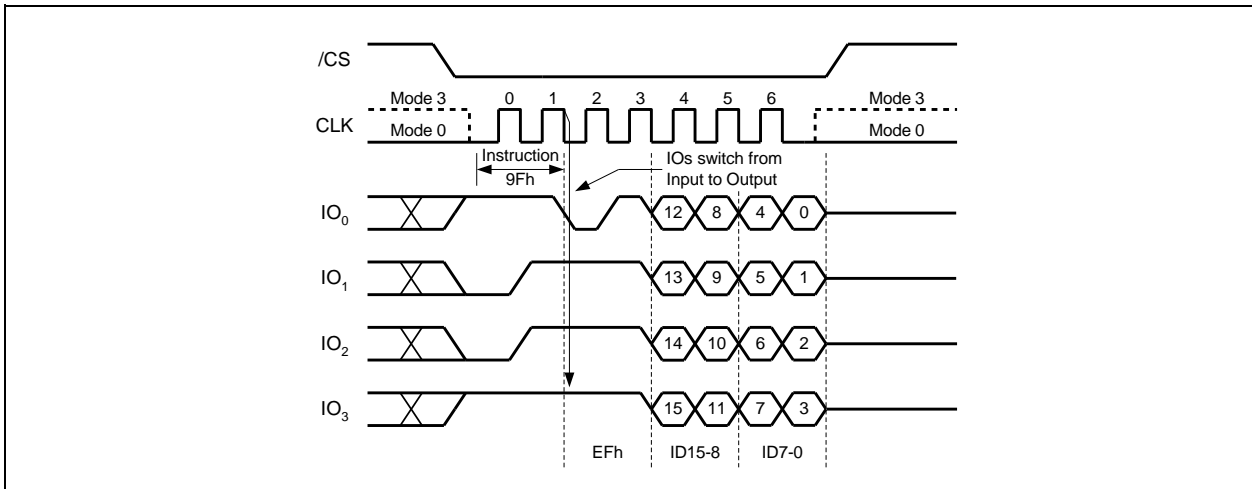 /CS
Mode 3 0 1 2 3 4 5 6 Mode 3
CLK Mode 0 Mode 0
Instruction IOs switch from
9Fh Input to Output
IO0 12 8 4 0
IO1 13 9 5 1
IO2 14 10 6 2
IO3 15 11 7 3
EFh ID15-8 ID7-0